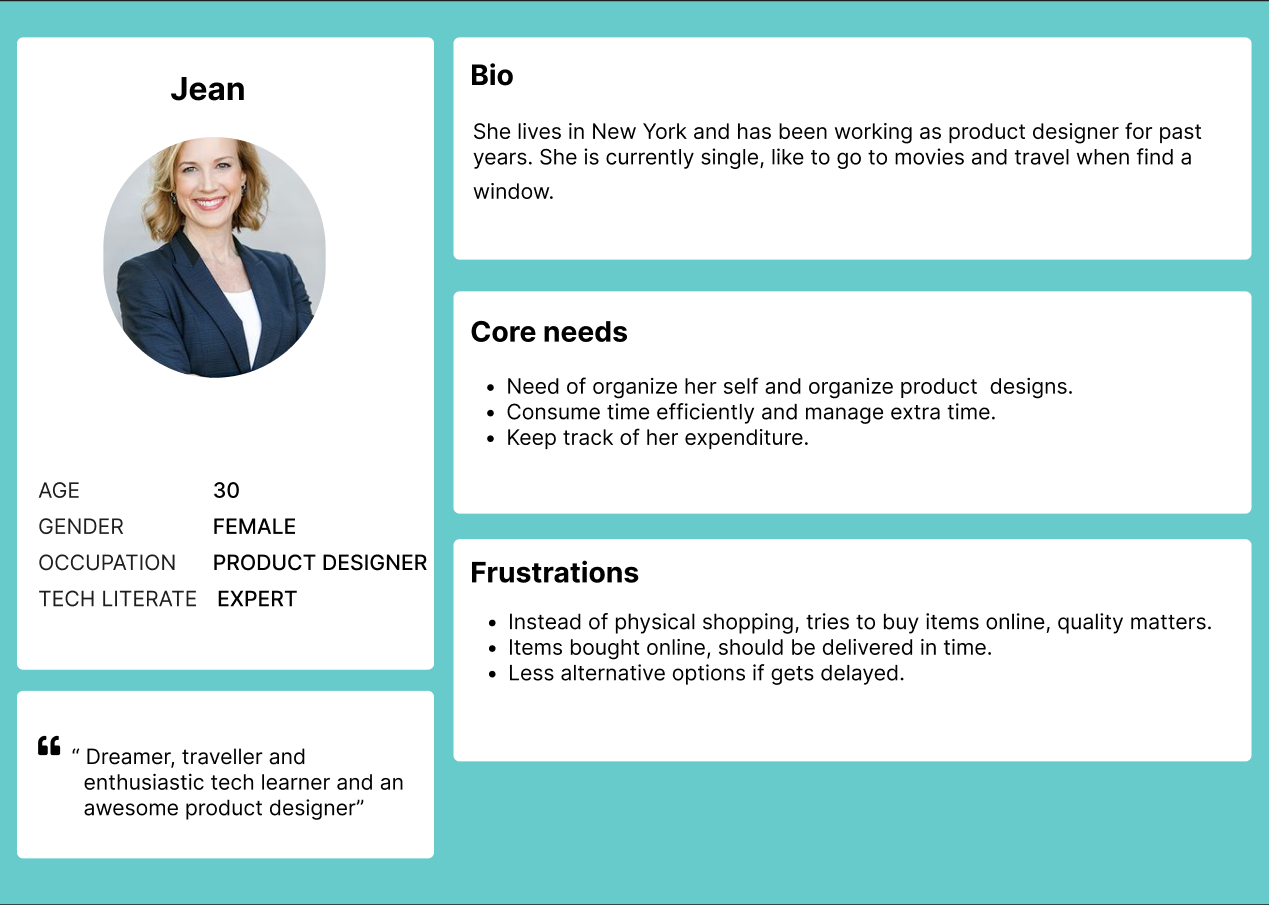 Jean
AGE 30
GENDER FEMALE
OCCUPATION PRODUCT DESIGNER
TECH LITERATE EXPERT
“ Dreamer, traveller and
enthusiastic tech learner and an
awesome product designer”
Bio
She lives in New York and has been working as product designer for past
years. She is currently single, like to go to movies and travel when find a
window.
Core needs
• Need of organize her self and organize product  designs.
• Consume time efficiently and manage extra time.
• Keep track of her expenditure.
Frustrations
• Instead of physical shopping, tries to buy items online, quality matters.
• Items bought online, should be delivered in time.
• Less alternative options if gets delayed.